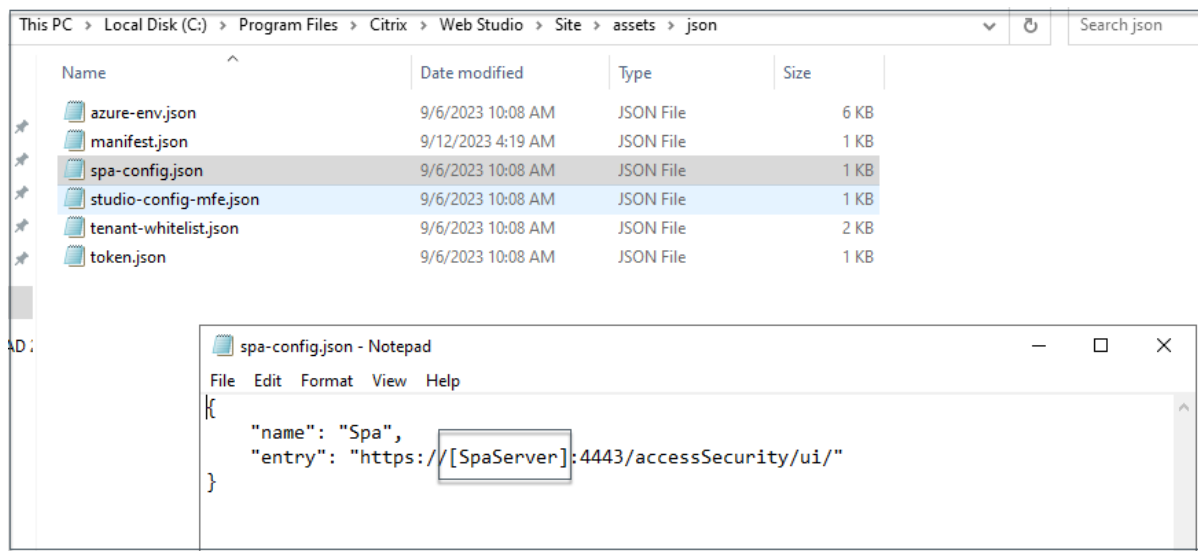 This PC > Local Disk (C:) > Program Files > Citrix > Web Studio > Site > assets > json
Search json
Name Date modified Type Size
azure-env.json 9/6/2023 10:08 AM JSON File 6 KB
manifest.json 9/12/2023 4:19 AM JSON File 1 KB
spa-config.json 9/6/2023 10:08 AM JSON File 1 KB
studio-config-mfe.json 9/6/2023 10:08 AM JSON File 1 KB
tenant-whitelist.json 9/6/2023 10:08 AM JSON File 2 KB
token.json 9/6/2023 10:08 AM JSON File 1 KB
spa-config.json - Notepad
File Edit Format View Help
{
"name": "Spa",
"entry": "https://[SpaServer]:4443/accessSecurity/ui/"
}